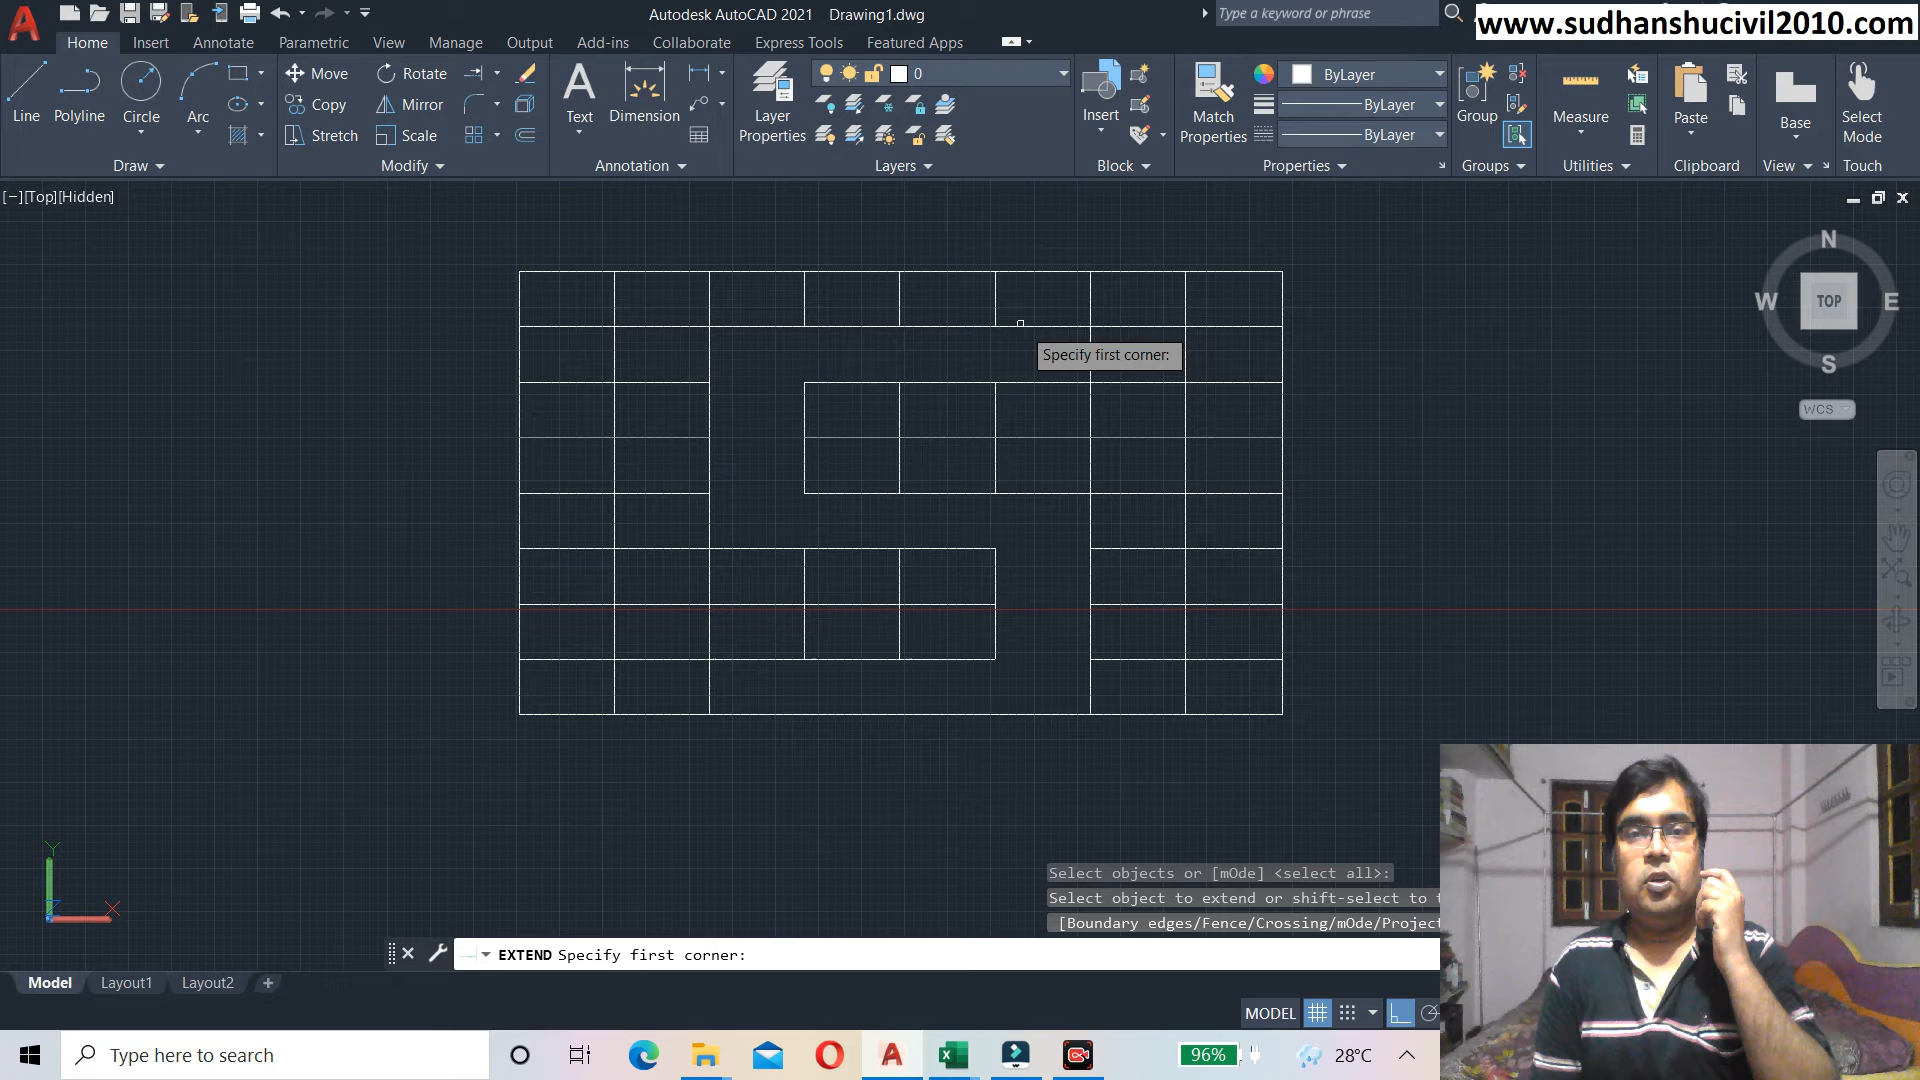 Autodesk AutoCAD 2021 Drawing1.dwg
Type a keyword or phrase
www.sudhanshucivil2010.com
Home Insert Annotate Parametric View Manage Output Add-ins Collaborate Express Tools Featured Apps
Line Polyline Circle Arc
Move Rotate
Copy Mirror
Stretch Scale
Text Dimension
Layer Properties
0
Insert
Match Properties
ByLayer
ByLayer
ByLayer
Group
Measure
Paste
Base
Select Mode
Draw Modify Annotation Layers Block Properties Groups Utilities Clipboard View Touch
[−][Top][Hidden]
N
W TOP E
S
WCS
Specify first corner:
Y
Z X
Select objects or [mOde] <select all>:
Select object to extend or shift-select to t
[Boundary edges/Fence/Crossing/mOde/Project
EXTEND Specify first corner:
Model Layout1 Layout2 +
MODEL
Type here to search
96% 28°C